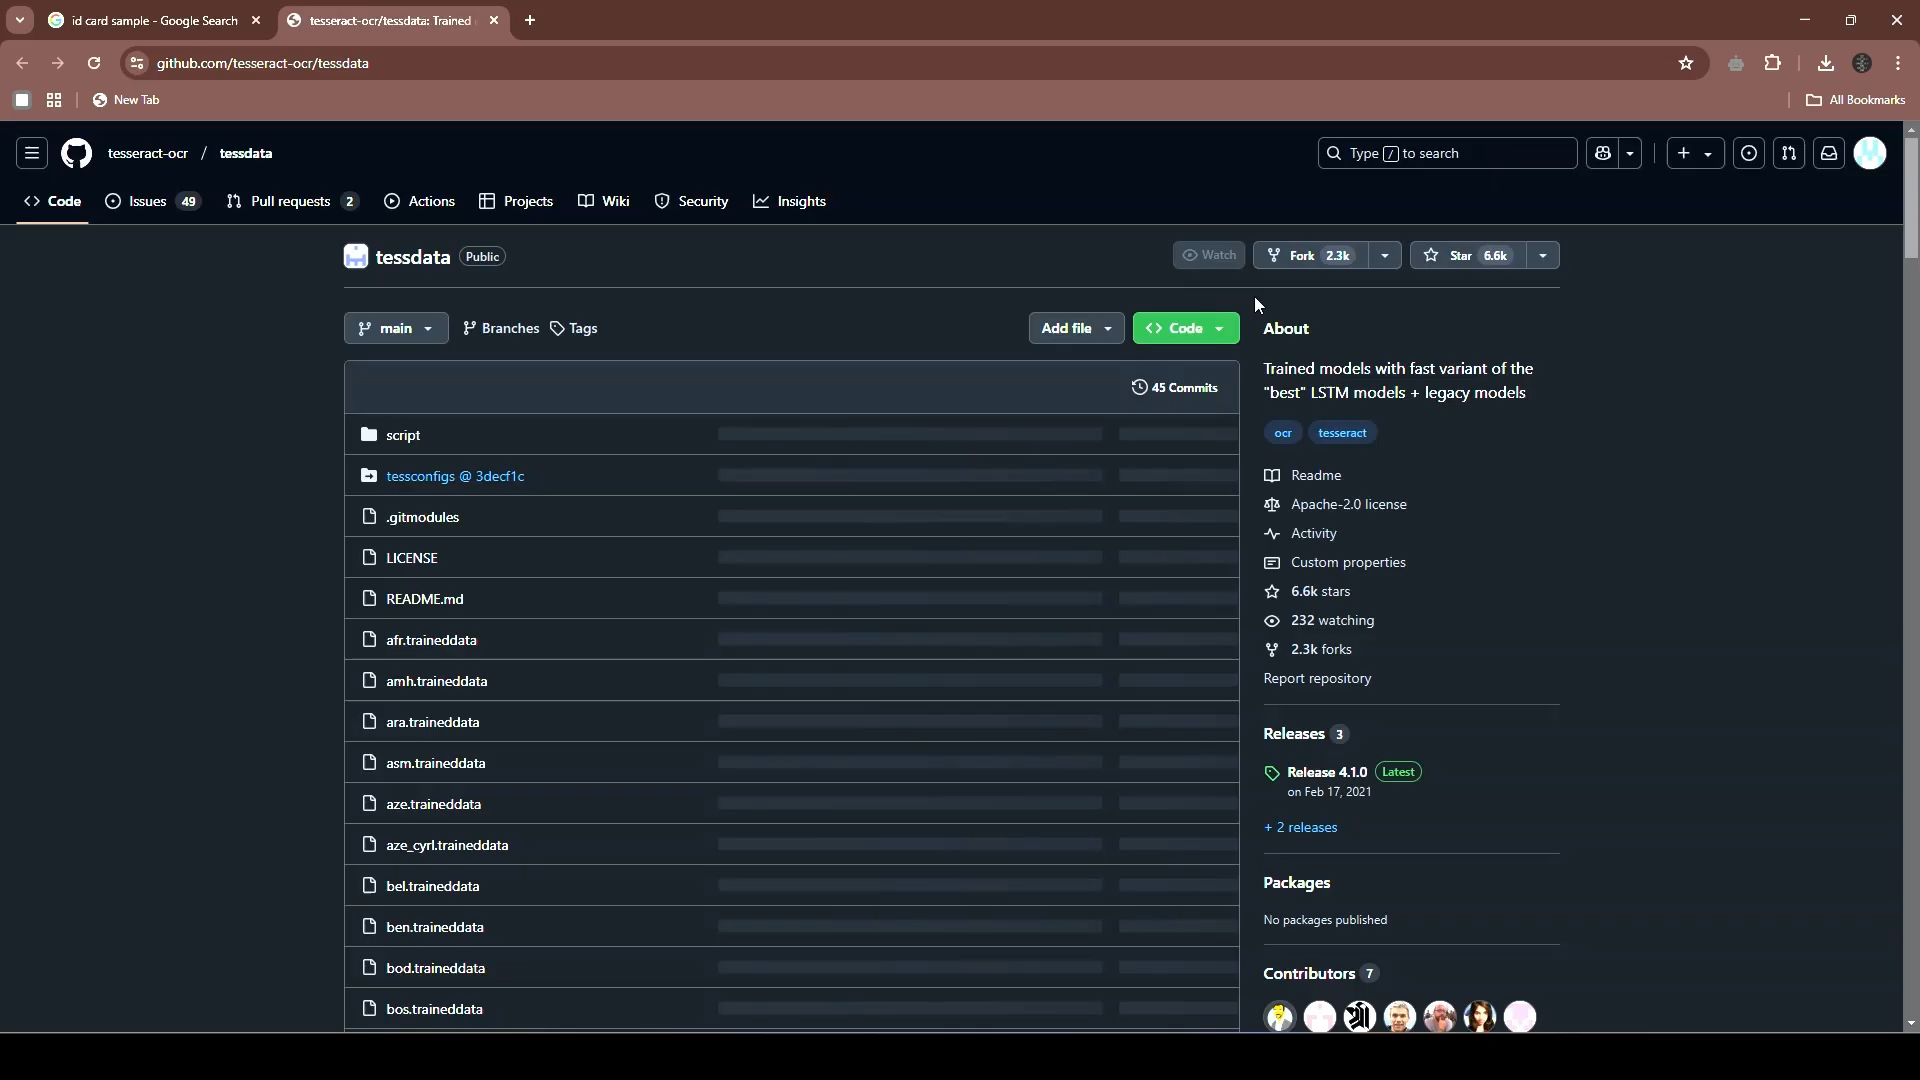 id card sample - Google Search
tesseract-ocr/tessdata: Trained
github.com/tesseract-ocr/tessdata
New Tab
All Bookmarks
tesseract-ocr / tessdata
Type / to search
Code
Issues 49
Pull requests 2
Actions
Projects
Wiki
Security
Insights
tessdata Public
Watch
Fork 2.3k
Star 6.6k
main
Branches
Tags
Add file
Code
45 Commits
script
tessconfigs @ 3decf1c
.gitmodules
LICENSE
README.md
afr.traineddata
amh.traineddata
ara.traineddata
asm.traineddata
aze.traineddata
aze_cyrl.traineddata
bel.traineddata
ben.traineddata
bod.traineddata
bos.traineddata
About
Trained models with fast variant of the
"best" LSTM models + legacy models
ocr
tesseract
Readme
Apache-2.0 license
Activity
Custom properties
6.6k stars
232 watching
2.3k forks
Report repository
Releases 3
Release 4.1.0 Latest
on Feb 17, 2021
+ 2 releases
Packages
No packages published
Contributors 7